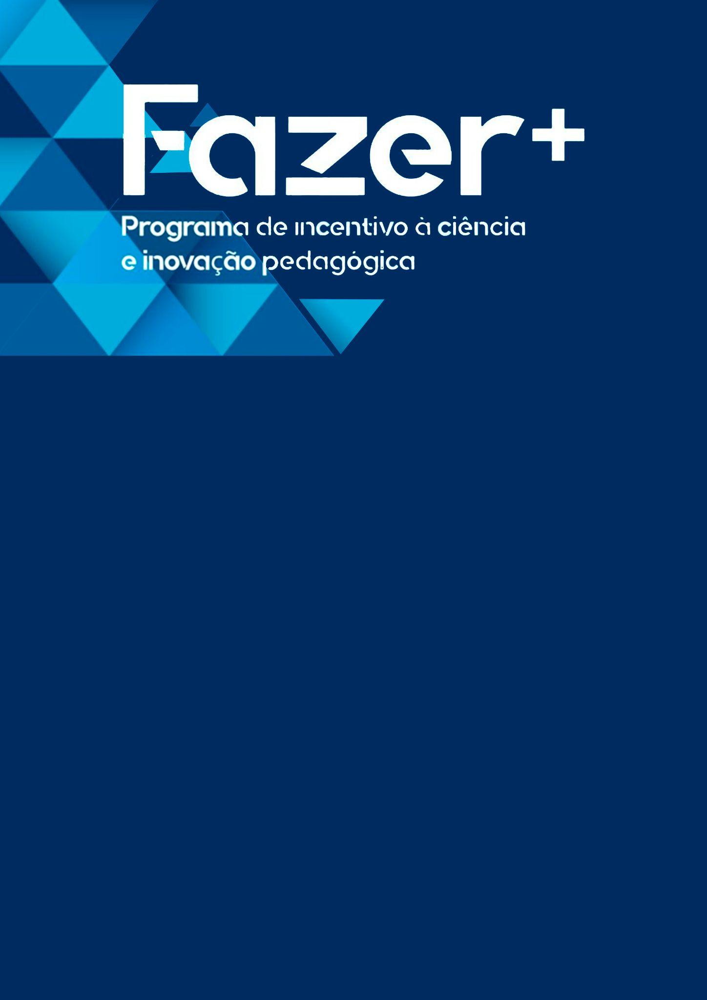 Fazer+
Programa de incentivo à ciência
e inovação pedagógica